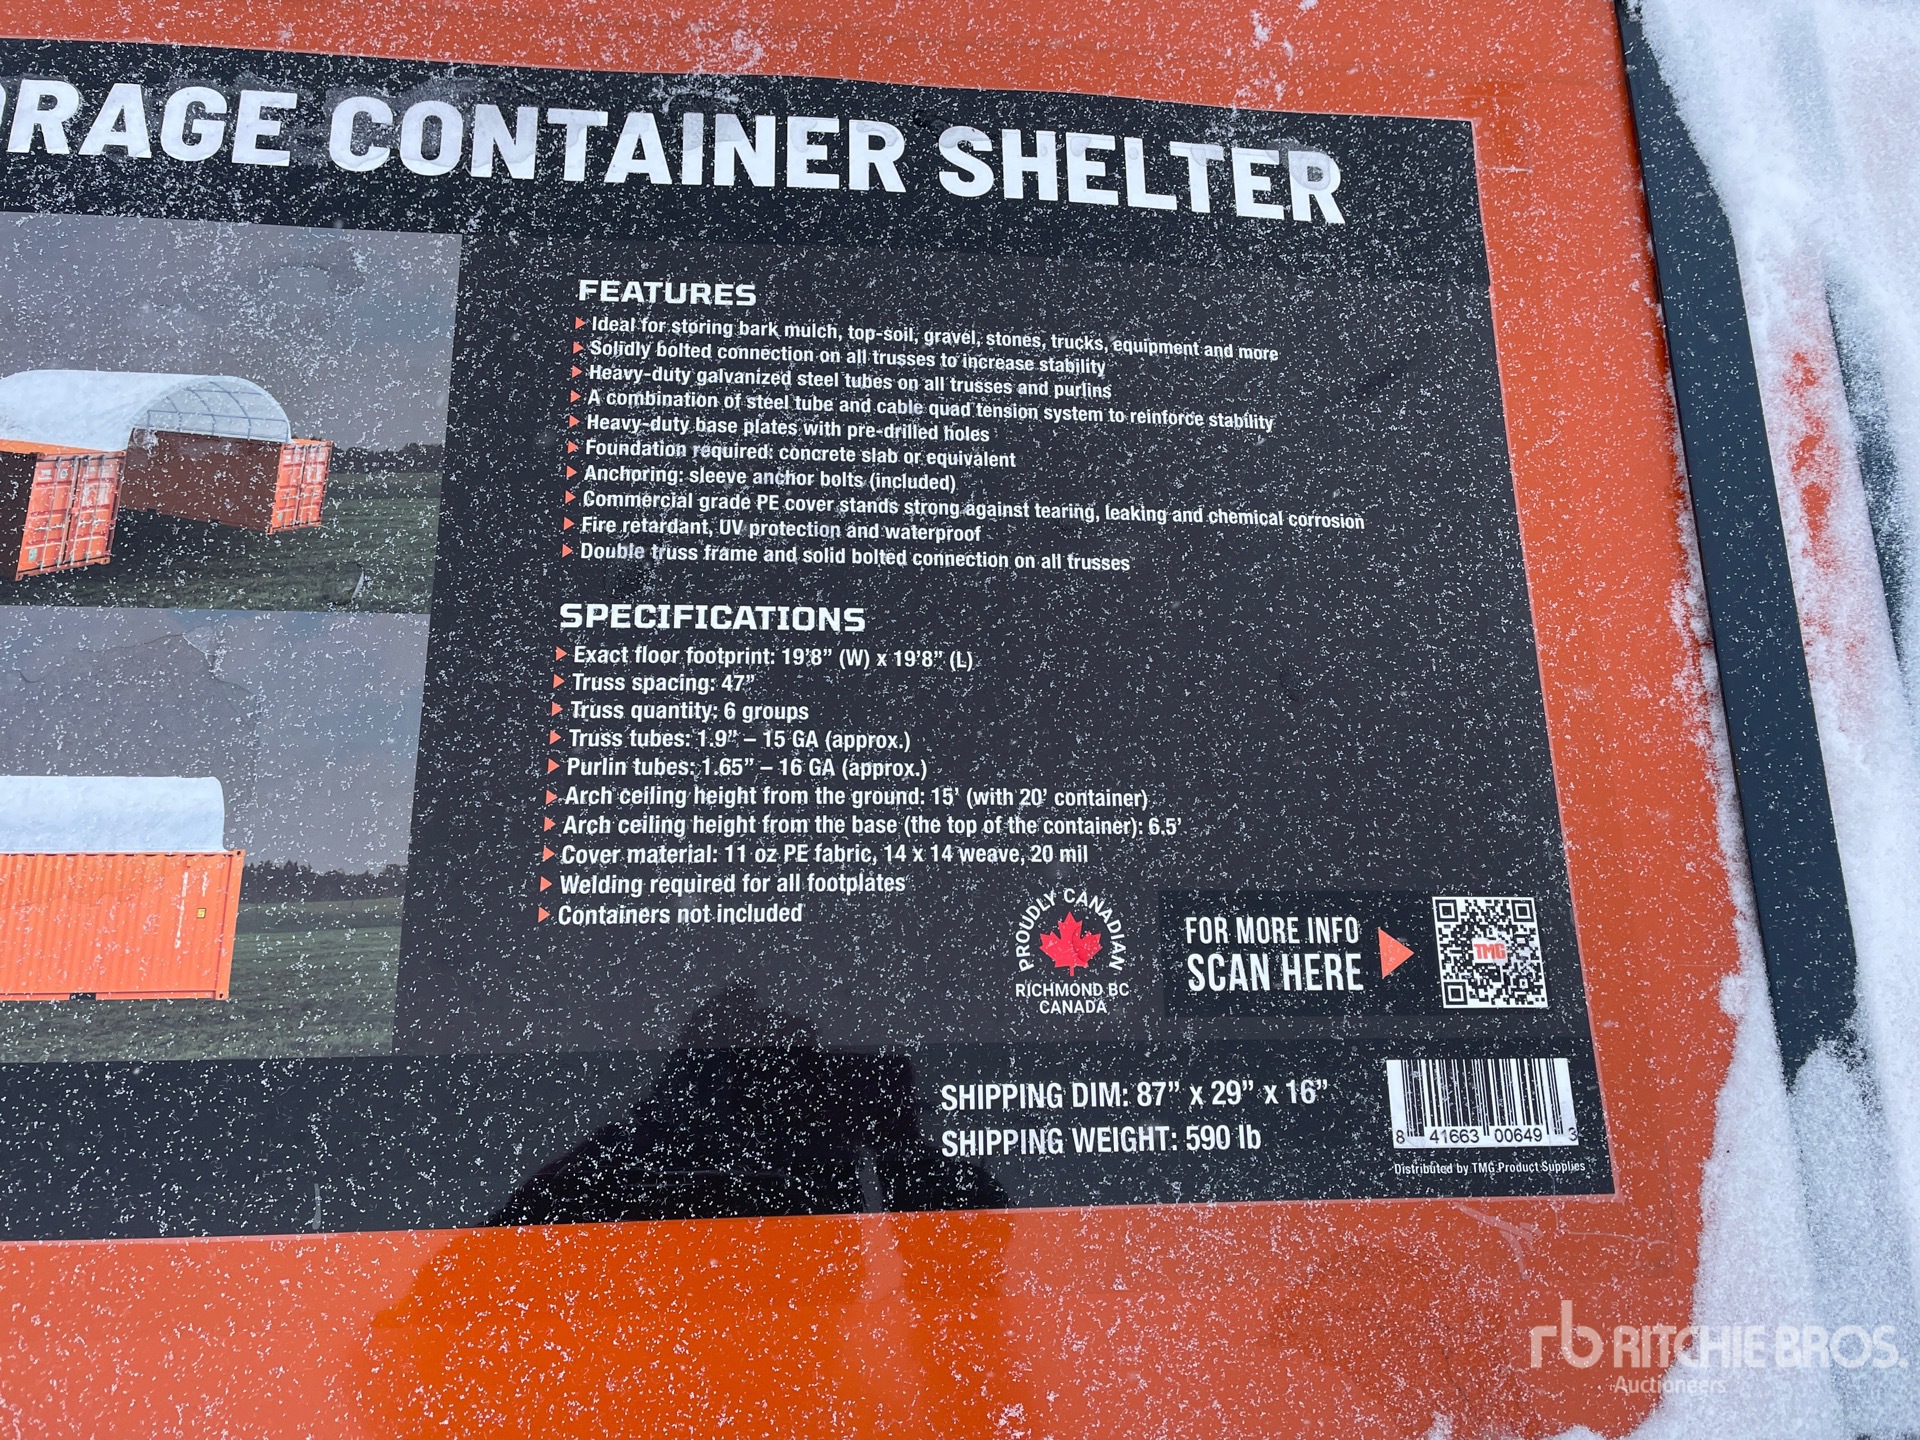 ORAGE CONTAINER SHELTER
FEATURES
Ideal for storing bark mulch, top-soil, gravel, stones, trucks, equipment and more
Solidly bolted connection on all trusses to increase stability
Heavy-duty galvanized steel tubes on all trusses and purlins
A combination of steel tube and cable quad tension system to reinforce stability
Heavy-duty base plates with pre-drilled holes
Foundation required: concrete slab or equivalent
Anchoring: sleeve anchor bolts (included)
Commercial grade PE cover stands strong against tearing, leaking and chemical corrosion
Fire retardant, UV protection and waterproof
Double truss frame and solid bolted connection on all trusses
SPECIFICATIONS
Exact floor footprint: 19'8" (W) x 19'8" (L)
Truss spacing: 47"
Truss quantity: 6 groups
Truss tubes: 1.9" – 15 GA (approx.)
Purlin tubes: 1.65" – 16 GA (approx.)
Arch ceiling height from the ground: 15' (with 20' container)
Arch ceiling height from the base (the top of the container): 6.5'
Cover material: 11 oz PE fabric, 14 x 14 weave, 20 mil
Welding required for all footplates
Containers not included
PROUDLY CANADIAN
RICHMOND BC
CANADA
FOR MORE INFO
SCAN HERE
TMG
SHIPPING DIM: 87" x 29" x 16"
SHIPPING WEIGHT: 590 lb
8 41663 00649 3
Distributed by TMG Product Supplies
rb RITCHIE BROS.
Auctioneers